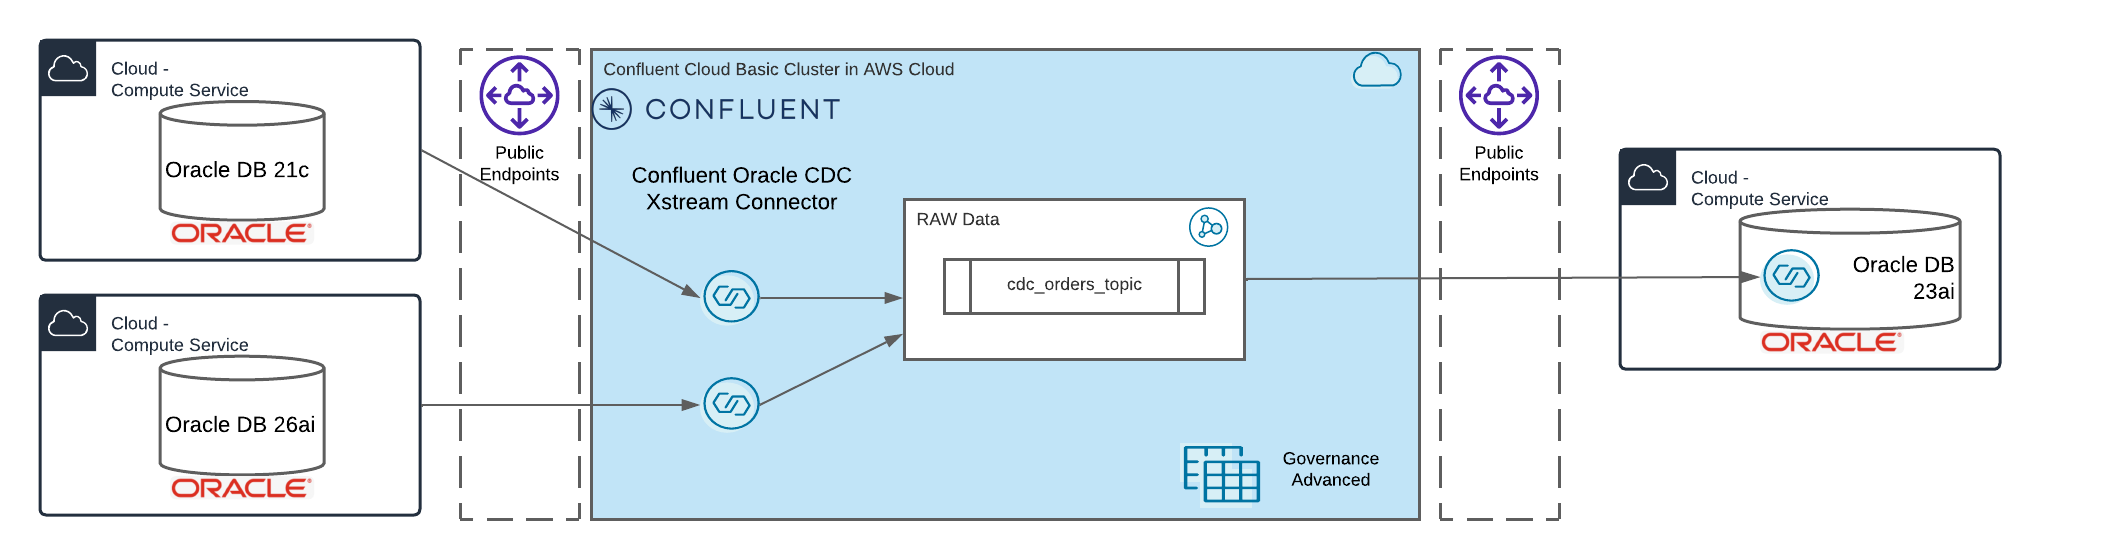 Cloud -
Compute Service
Oracle DB 21c
ORACLE
Cloud -
Compute Service
Oracle DB 26ai
ORACLE
Public
Endpoints
Confluent Cloud Basic Cluster in AWS Cloud
CONFLUENT
Confluent Oracle CDC
Xstream Connector
RAW Data
cdc_orders_topic
Governance
Advanced
Public
Endpoints
Cloud -
Compute Service
Oracle DB
23ai
ORACLE